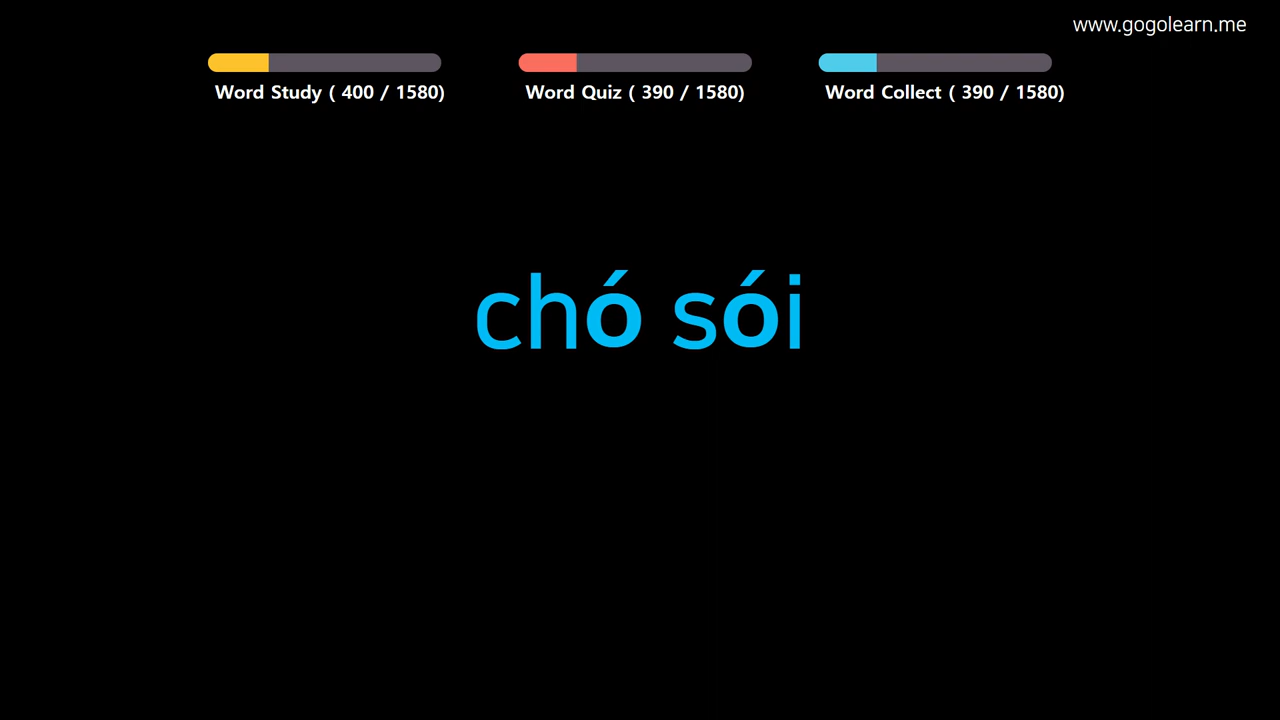 www.gogolearn.me
Word Study ( 400 / 1580)
Word Quiz ( 390 / 1580)
Word Collect ( 390 / 1580)
chó sói